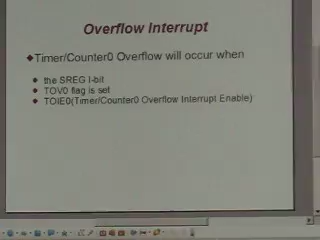 Overflow Interrupt
Timer/Counter0 Overflow will occur when
the SREG I-bit
TOV0 flag is set
TOIE0(Timer/Counter0 Overflow Interrupt Enable)